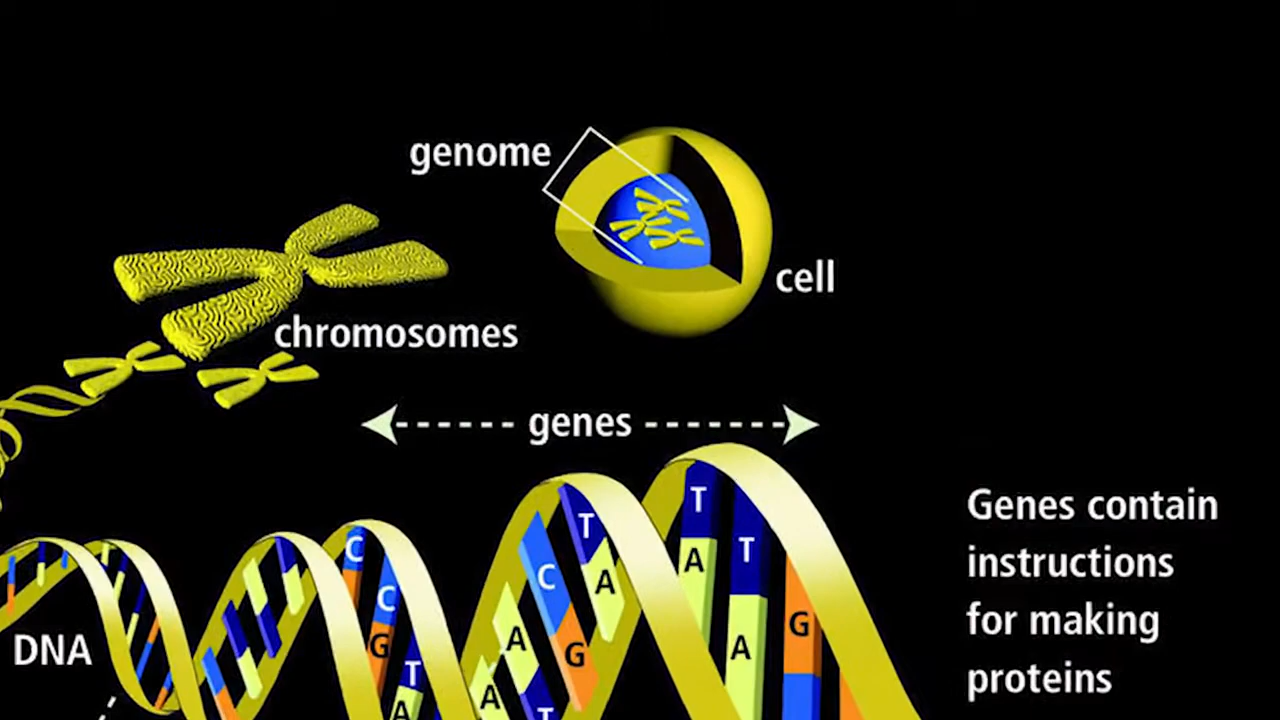 genome
cell
chromosomes
genes
Genes contain
instructions
for making
proteins
DNA
T
T
C
T
T
A
C
A
C
G
A
G
G
A
A
T
A
A
T